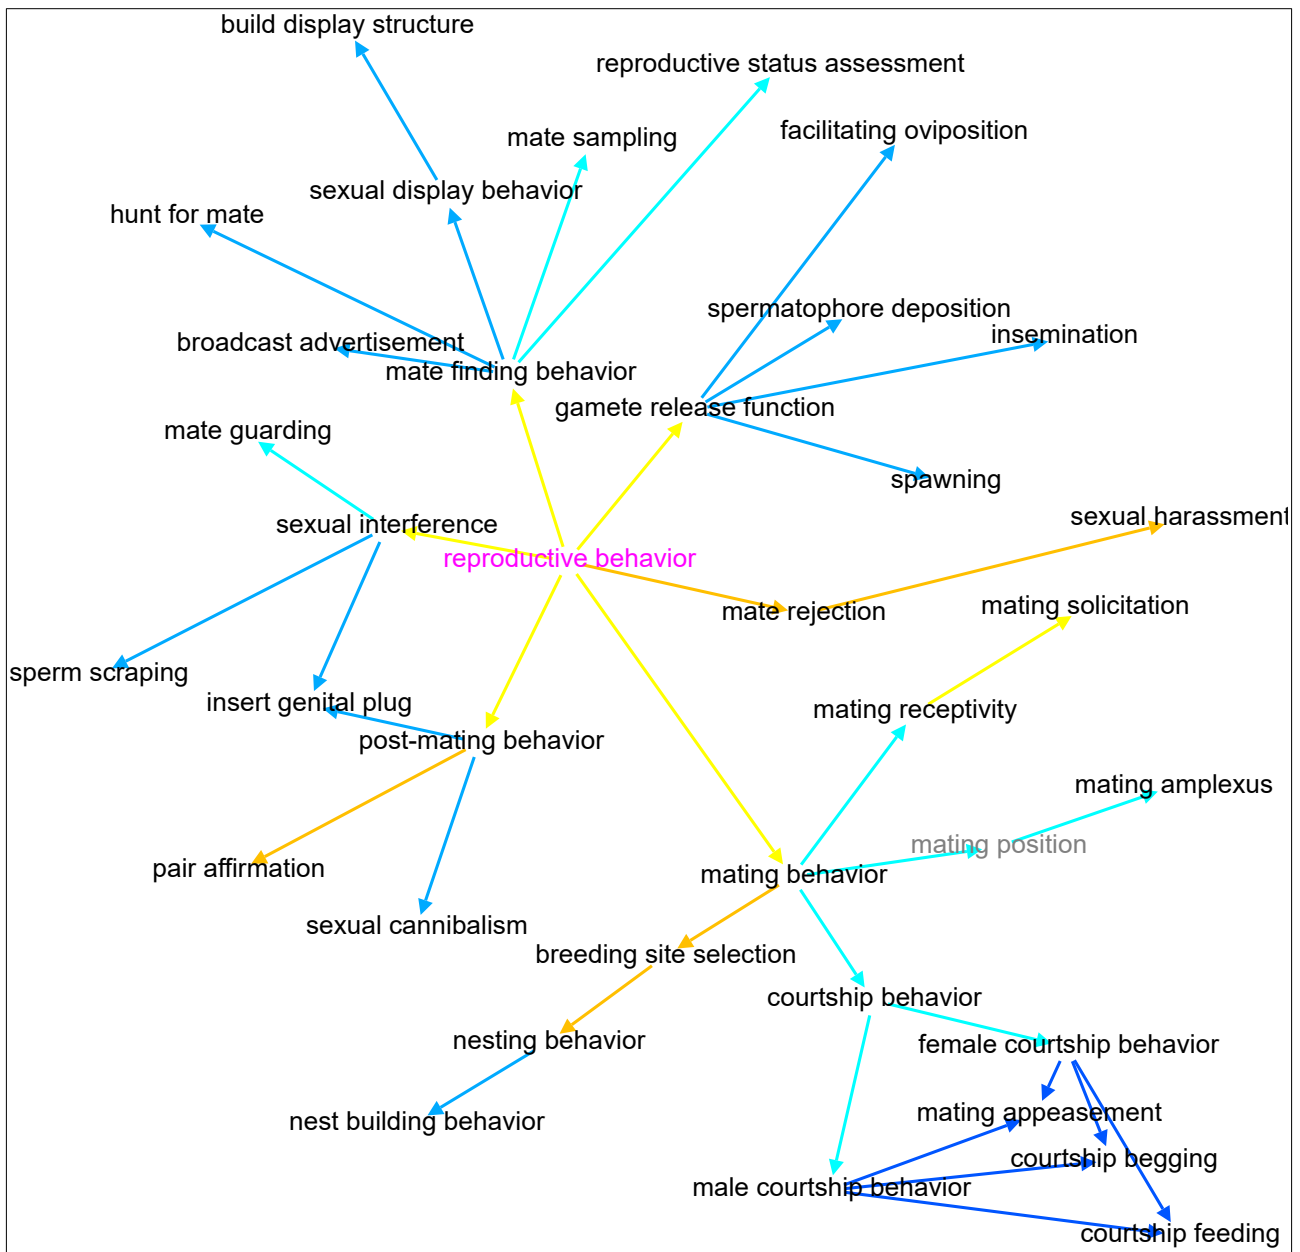 build display structure
reproductive status assessment
facilitating oviposition
mate sampling
sexual display behavior
hunt for mate
spermatophore deposition
insemination
broadcast advertisement
mate finding behavior
gamete release function
mate guarding
spawning
sexual harassment
sexual interference
reproductive behavior
mating solicitation
mate rejection
sperm scraping
insert genital plug
mating receptivity
post-mating behavior
mating amplexus
mating position
pair affirmation
mating behavior
sexual cannibalism
breeding site selection
courtship behavior
nesting behavior
female courtship behavior
mating appeasement
nest building behavior
courtship begging
male courtship behavior
courtship feeding